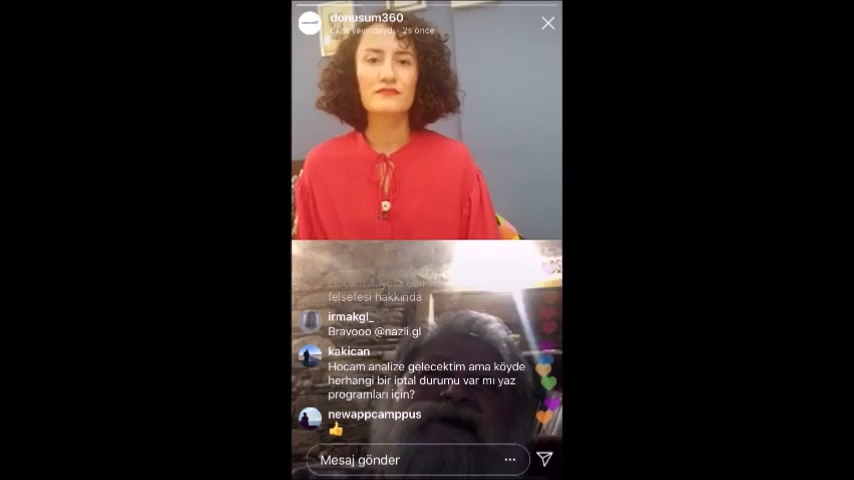 donusum360
canlı yayındaydı · 2s önce
felsefesi hakkında
irmakgl_
Bravooo @nazli.gl
kakican
Hocam analize gelecektim ama köyde
herhangi bir iptal durumu var mı yaz
programları için?
newappcamppus
👍
Mesaj gönder